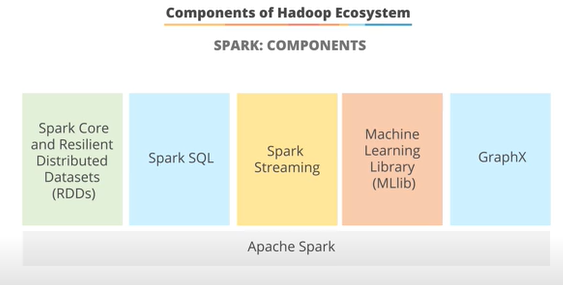 Components of Hadoop Ecosystem
SPARK: COMPONENTS
Spark Core
and Resilient
Distributed
Datasets
(RDDs)
Spark SQL
Spark
Streaming
Machine
Learning
Library
(MLlib)
GraphX
Apache Spark